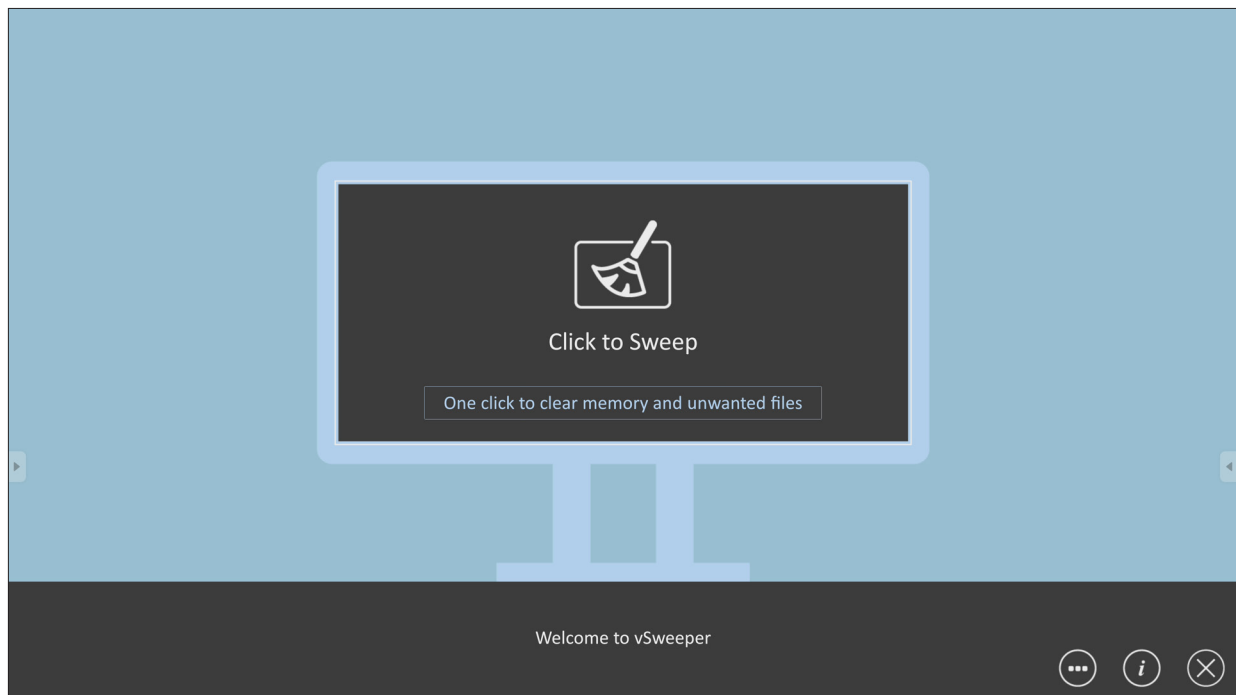 Click to Sweep
One click to clear memory and unwanted files
Welcome to vSweeper
i